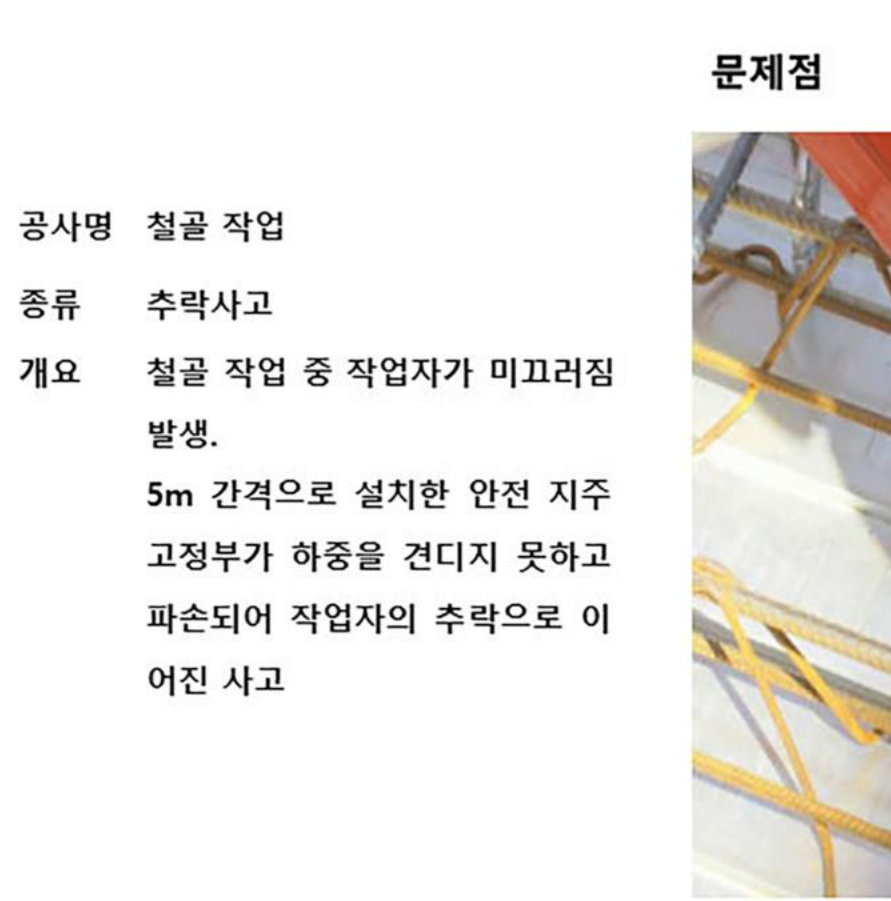 문제점
공사명 철골 작업
종류 추락사고
개요 철골 작업 중 작업자가 미끄러짐
발생.
5m 간격으로 설치한 안전 지주
고정부가 하중을 견디지 못하고
파손되어 작업자의 추락으로 이
어진 사고